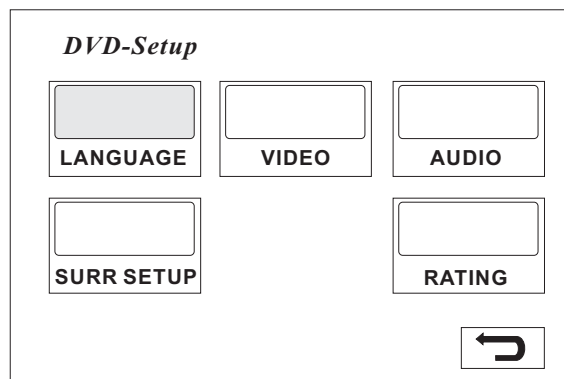 DVD-Setup
LANGUAGE
VIDEO
AUDIO
SURR SETUP
RATING